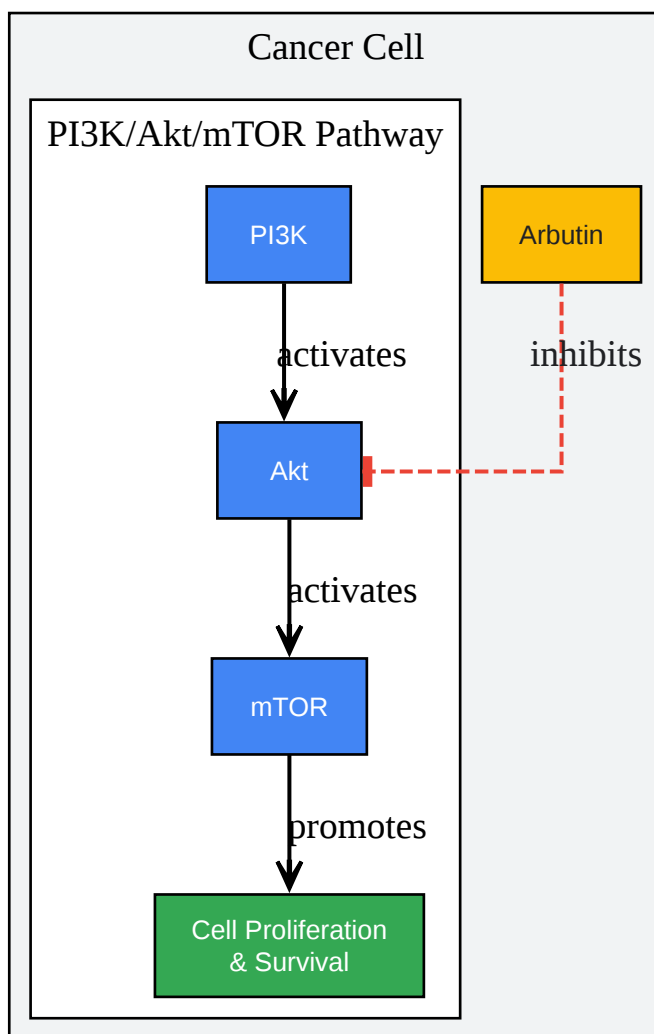 Cancer Cell
PI3K/Akt/mTOR Pathway
PI3K
Arbutin
activates
inhibits
Akt
activates
mTOR
promotes
Cell Proliferation
& Survival